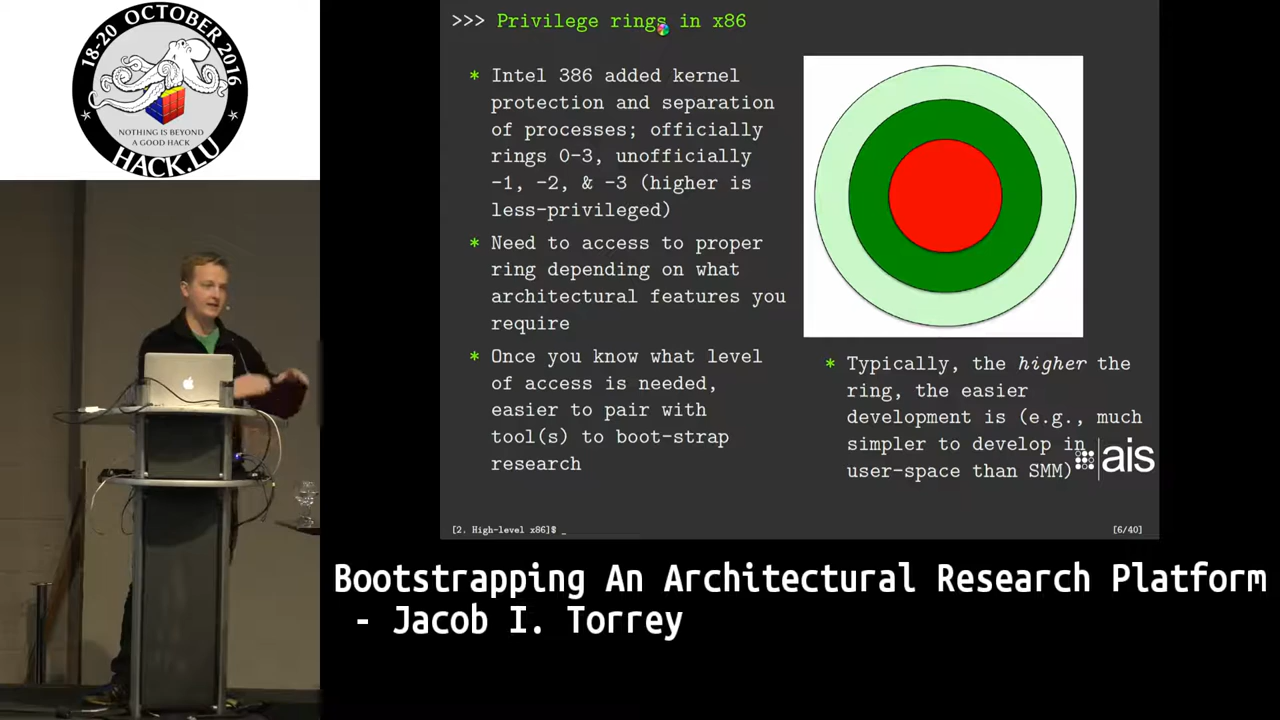 18-20 OCTOBER 2016
NOTHING IS BEYOND
A GOOD HACK
HACK.LU
>>> Privilege rings in x86
* Intel 386 added kernel
protection and separation
of processes; officially
rings 0-3, unofficially
-1, -2, & -3 (higher is
less-privileged)
* Need to access to proper
ring depending on what
architectural features you
require
* Once you know what level
of access is needed,
easier to pair with
tool(s) to boot-strap
research
* Typically, the higher the
ring, the easier
development is (e.g., much
simpler to develop in
user-space than SMM)
ais
[2. High-level x86]$ _
[6/40]
Bootstrapping An Architectural Research Platform
- Jacob I. Torrey